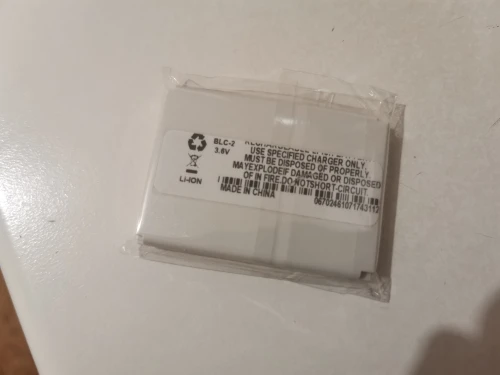 BLC-2
3.6V
LI-ION
USE SPECIFIED CHARGER ONLY.
MUST BE DISPOSED OF PROPERLY.
MAYEXPLODEIF DAMAGED OR DISPOSED
OF IN FIRE.DO NOTSHORT-CIRCUIT.
MADE IN CHINA
0670246107174311